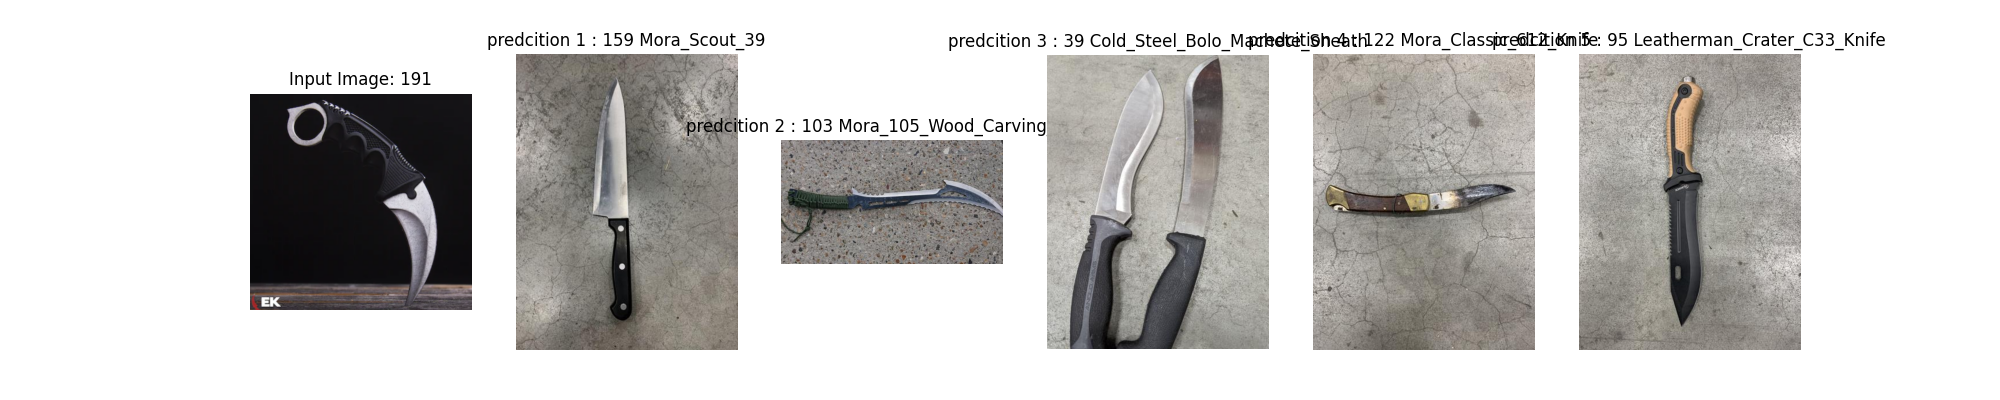 predcition 1 : 159 Mora_Scout_39
predcition 3 : 39 Cold_Steel_Bolo_Machete_Sheath
predcition 4 : 122 Mora_Classic_612_Knife
predcition 5 : 95 Leatherman_Crater_C33_Knife
Input Image: 191
predcition 2 : 103 Mora_105_Wood_Carving
EK